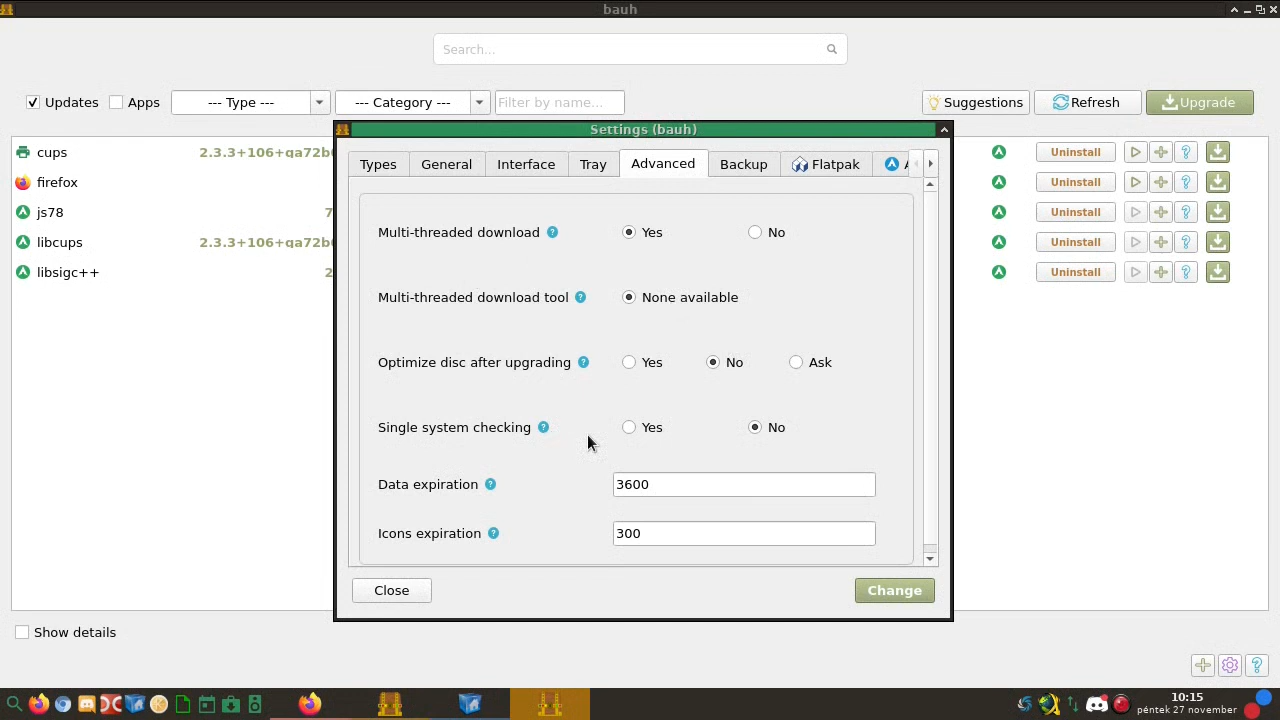 bauh
Search...
Updates Apps --- Type --- --- Category --- Filter by name... Suggestions Refresh Upgrade
Settings (bauh)
Types General Interface Tray Advanced Backup Flatpak
cups 2.3.3+106+ga72b Uninstall
firefox Uninstall
js78 7 Uninstall
libcups 2.3.3+106+ga72b Uninstall
libsigc++ 2 Uninstall
Multi-threaded download Yes No
Multi-threaded download tool None available
Optimize disc after upgrading Yes No Ask
Single system checking Yes No
Data expiration 3600
Icons expiration 300
Close Change
Show details
10:15
péntek 27 november